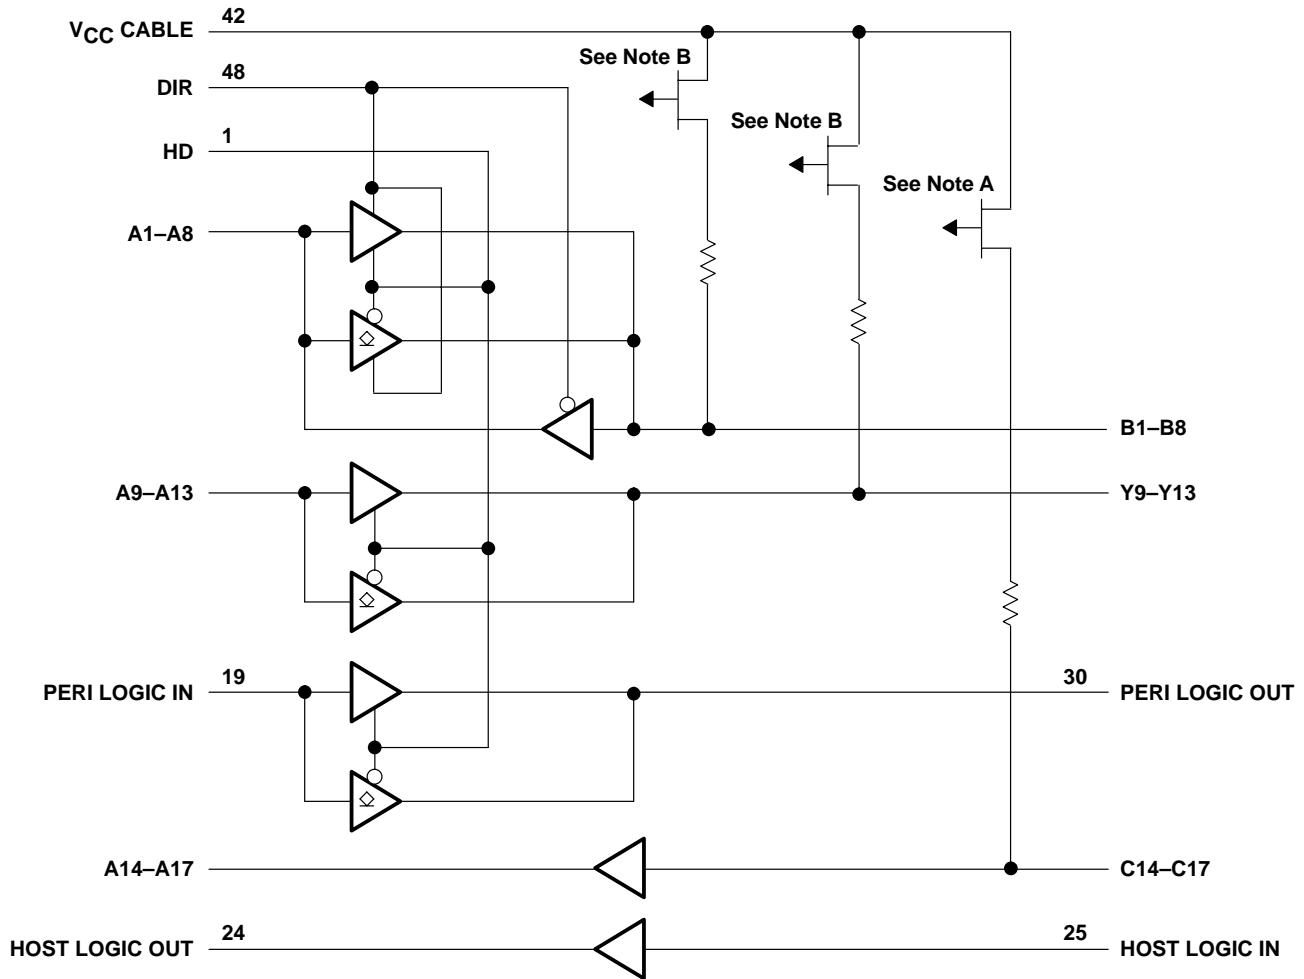 V_CC CABLE 42
See Note B
DIR 48
See Note B
HD 1
See Note A
A1–A8
B1–B8
A9–A13
Y9–Y13
PERI LOGIC IN 19
30 PERI LOGIC OUT
A14–A17
C14–C17
HOST LOGIC OUT 24
25 HOST LOGIC IN